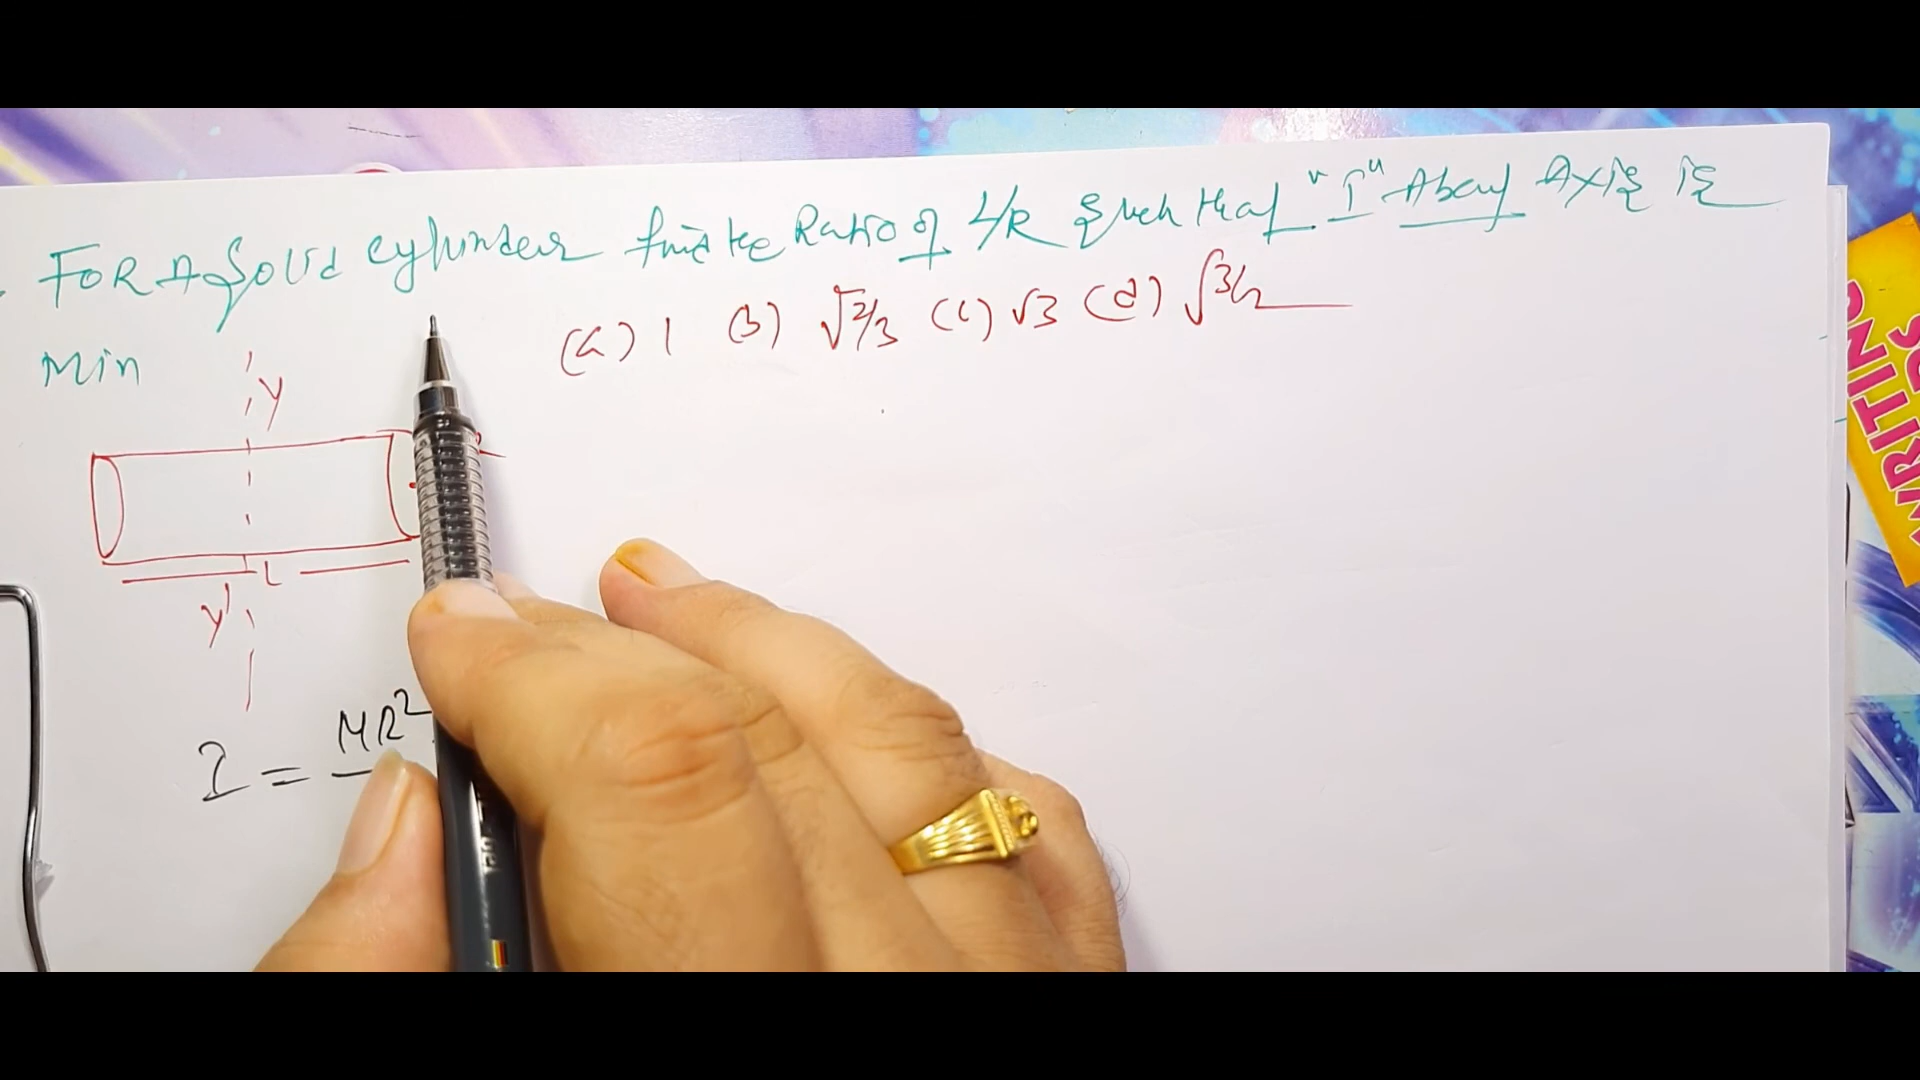 FOR A Solid cylinder find the Ratio of L/R such that "I" About Axis is
Min
(a) 1 (b) √2/3 (c) √3 (d) √3/2
Y
L
Y'
I = MR²
WRITING